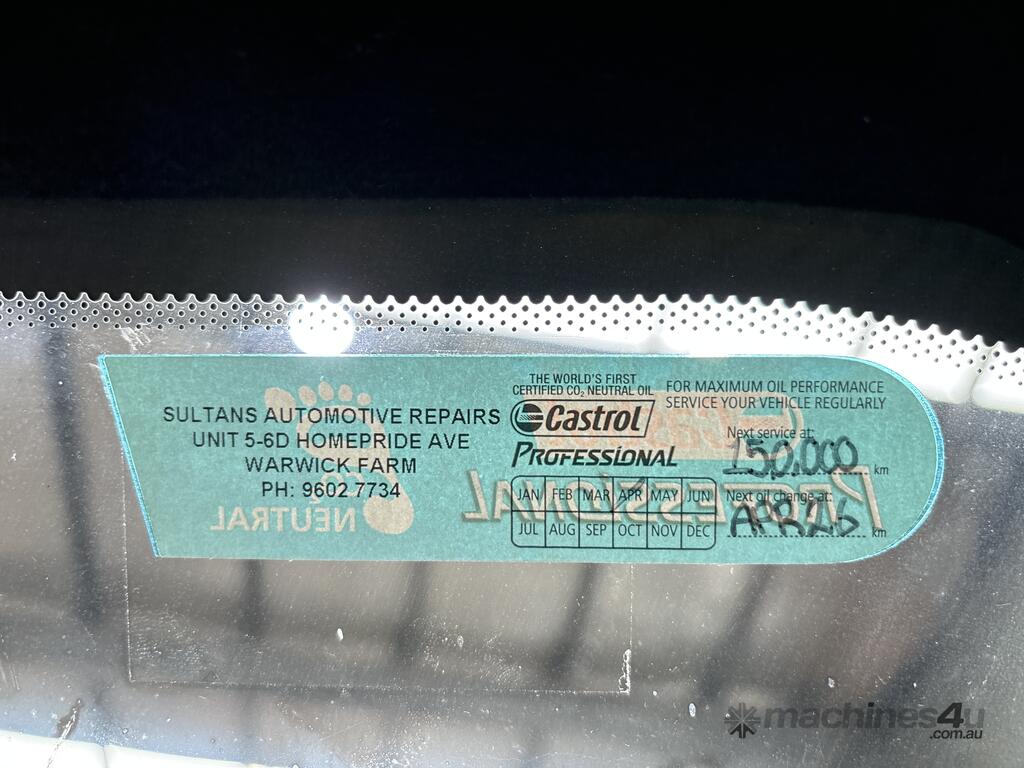 SULTANS AUTOMOTIVE REPAIRS
UNIT 5-6D HOMEPRIDE AVE
WARWICK FARM
PH: 9602 7734
NEUTRAL
THE WORLD'S FIRST
CERTIFIED CO₂ NEUTRAL OIL
Castrol
PROFESSIONAL
JAN FEB MAR APR MAY JUN
JUL AUG SEP OCT NOV DEC
FOR MAXIMUM OIL PERFORMANCE
SERVICE YOUR VEHICLE REGULARLY
Next service at:
150,000 km
Next oil change at:
APR 26 km
PROFESSIONAL
machines4u
.com.au